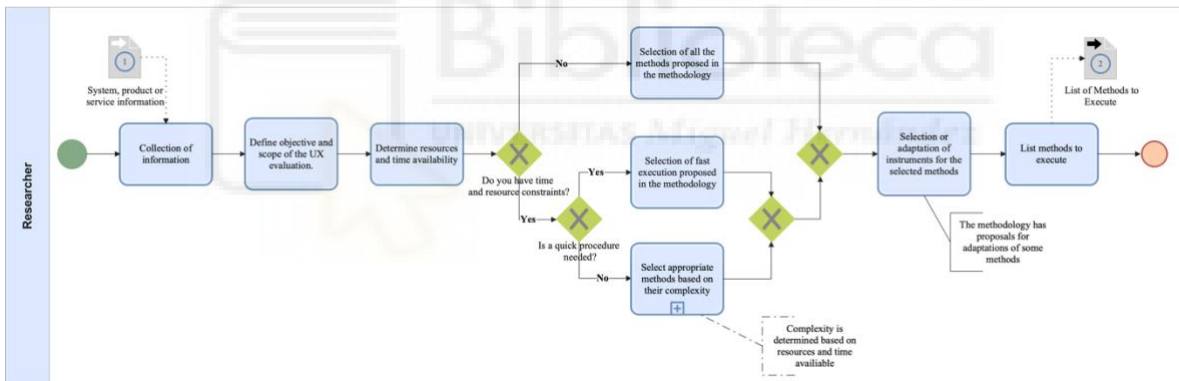 Biblioteca
UNIVERSITAS Miguel Hernández
Researcher
1
System, product or
service information
Collection of
information
Define objective and
scope of the UX
evaluation.
Determine resources
and time availability
Do you have time
and resource constraints?
No
Yes
Selection of all the
methods proposed in
the methodology
Is a quick procedure
needed?
Yes
No
Selection of fast
execution proposed
in the methodology
Select appropriate
methods based on
their complexity
Complexity is
determined based on
resources and time
availiable
Selection or
adaptation of
instruments for the
selected methods
The methodology has
proposals for
adaptations of some
methods
List methods to
execute
2
List of Methods to
Execute